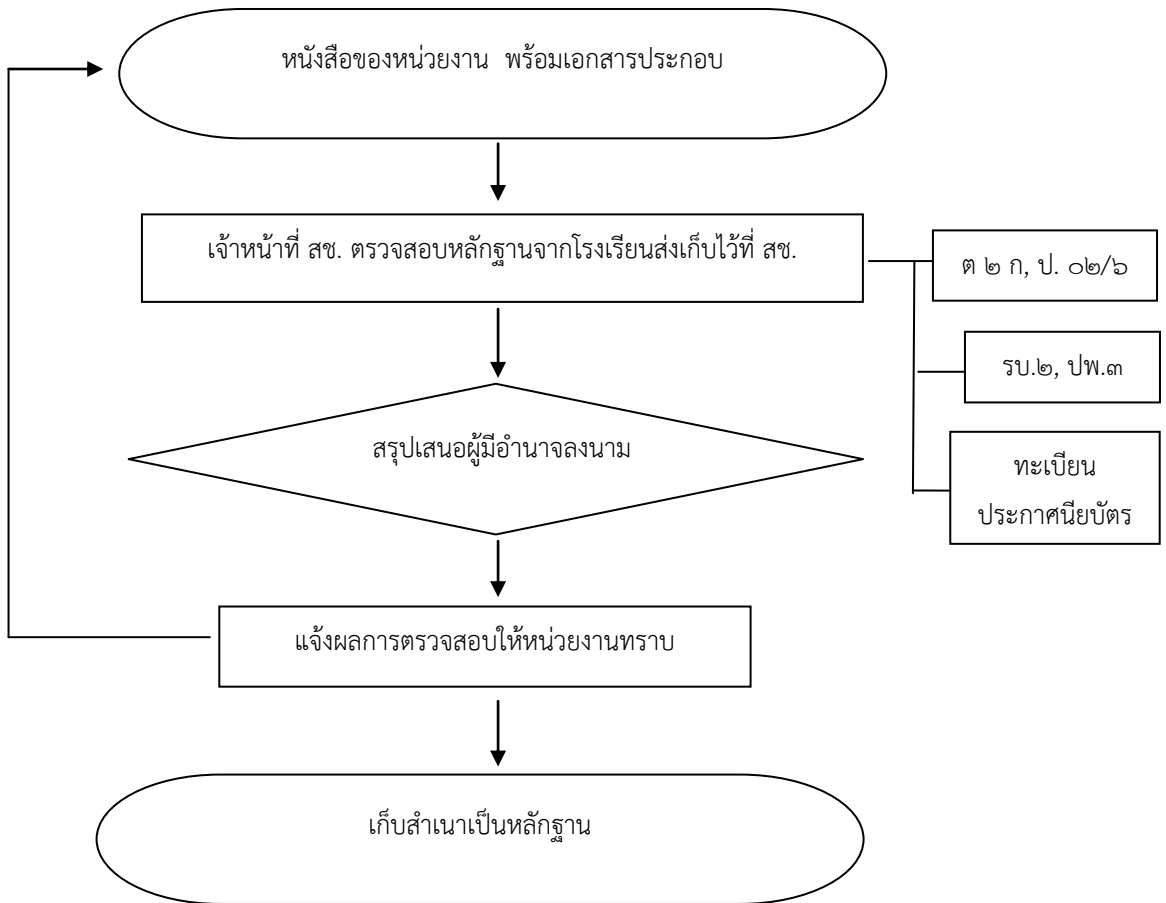 หนังสือของหน่วยงาน พร้อมเอกสารประกอบ
เจ้าหน้าที่ สช. ตรวจสอบหลักฐานจากโรงเรียนส่งเก็บไว้ที่ สช.
ต ๒ ก, ป. ๐๒/๖
รบ.๒, ปพ.๓
ทะเบียน
ประกาศนียบัตร
สรุปเสนอผู้มีอำนาจลงนาม
แจ้งผลการตรวจสอบให้หน่วยงานทราบ
เก็บสำเนาเป็นหลักฐาน